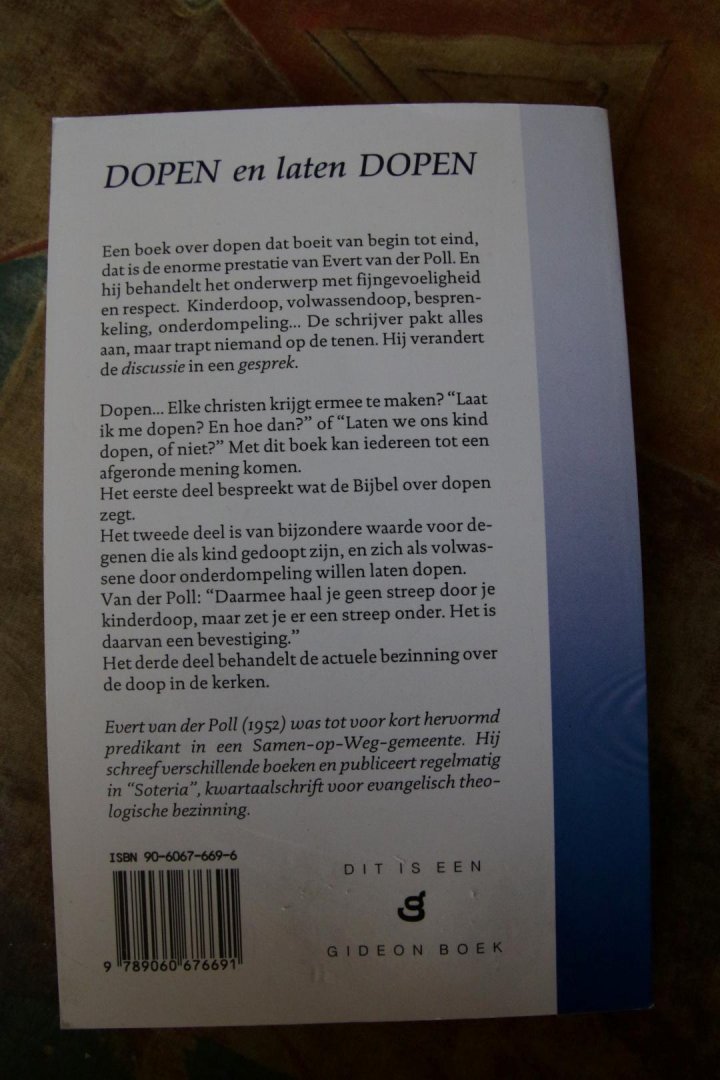 DOPEN en laten DOPEN
Een boek over dopen dat boeit van begin tot eind,
dat is de enorme prestatie van Evert van der Poll. En
hij behandelt het onderwerp met fijngevoeligheid
en respect. Kinderdoop, volwassendoop, bespren-
keling, onderdompeling... De schrijver pakt alles
aan, maar trapt niemand op de tenen. Hij verandert
de discussie in een gesprek.
Dopen... Elke christen krijgt ermee te maken? “Laat
ik me dopen? En hoe dan?” of “Laten we ons kind
dopen, of niet?” Met dit boek kan iedereen tot een
afgeronde mening komen.
Het eerste deel bespreekt wat de Bijbel over dopen
zegt.
Het tweede deel is van bijzondere waarde voor de-
genen die als kind gedoopt zijn, en zich als volwas-
sene door onderdompeling willen laten dopen.
Van der Poll: “Daarmee haal je geen streep door je
kinderdoop, maar zet je er een streep onder. Het is
daarvan een bevestiging.”
Het derde deel behandelt de actuele bezinning over
de doop in de kerken.
Evert van der Poll (1952) was tot voor kort hervormd
predikant in een Samen-op-Weg-gemeente. Hij
schreef verschillende boeken en publiceert regelmatig
in “Soteria”, kwartaalschrift voor evangelisch theo-
logische bezinning.
ISBN 90-6067-669-6
9 789060 676691
DIT IS EEN
GIDEON BOEK